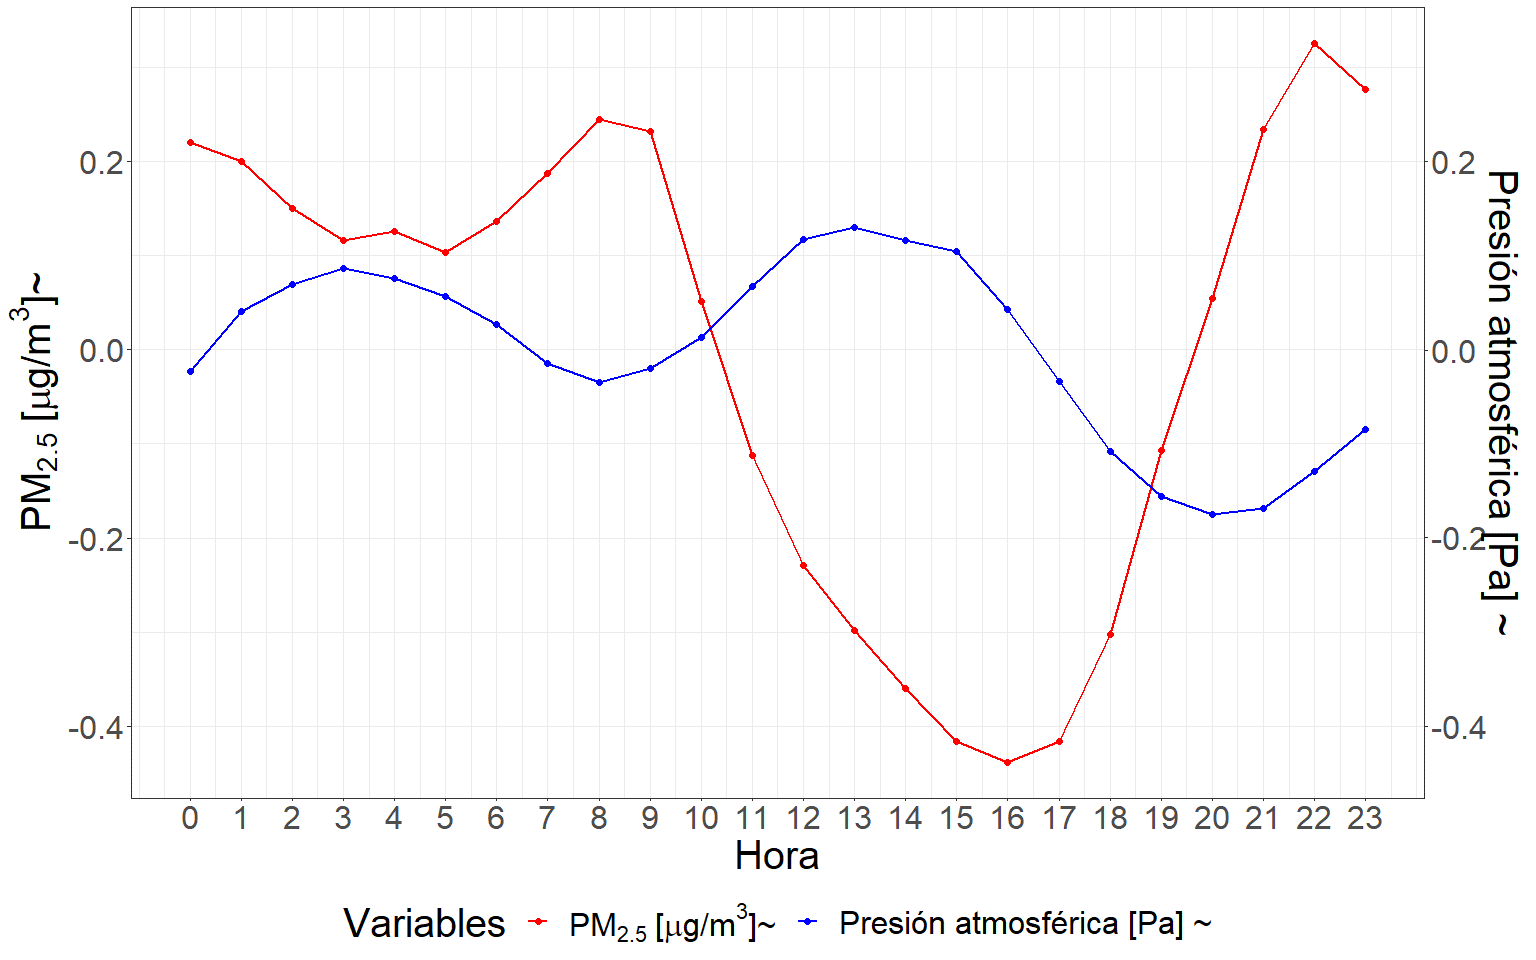 PM2.5 [μg/m3]~
0.2
0.0
-0.2
-0.4
0.2
0.0
-0.2
-0.4
Presión atmosférica [Pa] ~
0 1 2 3 4 5 6 7 8 9 10 11 12 13 14 15 16 17 18 19 20 21 22 23
Hora
Variables PM2.5 [μg/m3]~ Presión atmosférica [Pa] ~